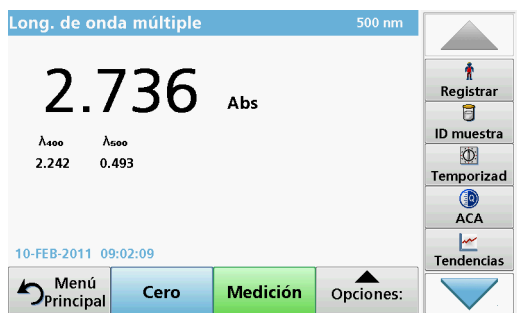 Long. de onda múltiple 500 nm
2.736 Abs
λ₄₀₀ λ₅₀₀
2.242 0.493
10-FEB-2011 09:02:09
Menú Principal
Cero
Medición
Opciones:
Registrar
ID muestra
Temporizad
ACA
Tendencias